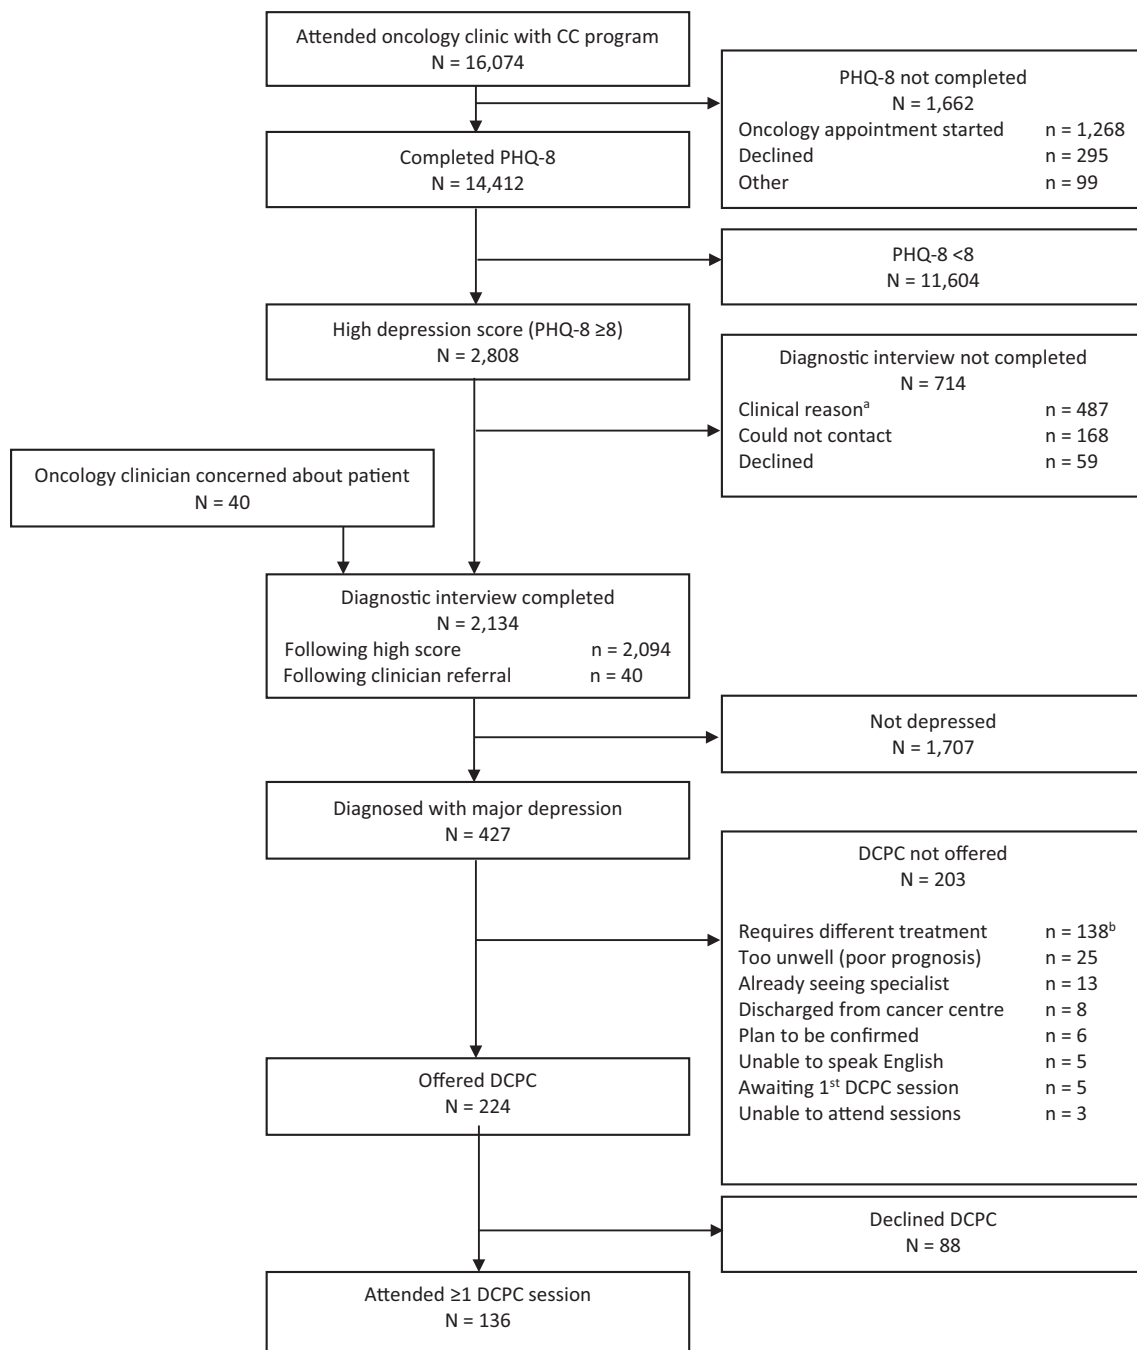 Attended oncology clinic with CC program
N = 16,074
PHQ-8 not completed
N = 1,662
Oncology appointment started n = 1,268
Declined n = 295
Other n = 99
Completed PHQ-8
N = 14,412
PHQ-8 <8
N = 11,604
High depression score (PHQ-8 ≥8)
N = 2,808
Diagnostic interview not completed
N = 714
Clinical reasonᵃ n = 487
Could not contact n = 168
Declined n = 59
Oncology clinician concerned about patient
N = 40
Diagnostic interview completed
N = 2,134
Following high score n = 2,094
Following clinician referral n = 40
Not depressed
N = 1,707
Diagnosed with major depression
N = 427
DCPC not offered
N = 203
Requires different treatment n = 138ᵇ
Too unwell (poor prognosis) n = 25
Already seeing specialist n = 13
Discharged from cancer centre n = 8
Plan to be confirmed n = 6
Unable to speak English n = 5
Awaiting 1ˢᵗ DCPC session n = 5
Unable to attend sessions n = 3
Offered DCPC
N = 224
Declined DCPC
N = 88
Attended ≥1 DCPC session
N = 136